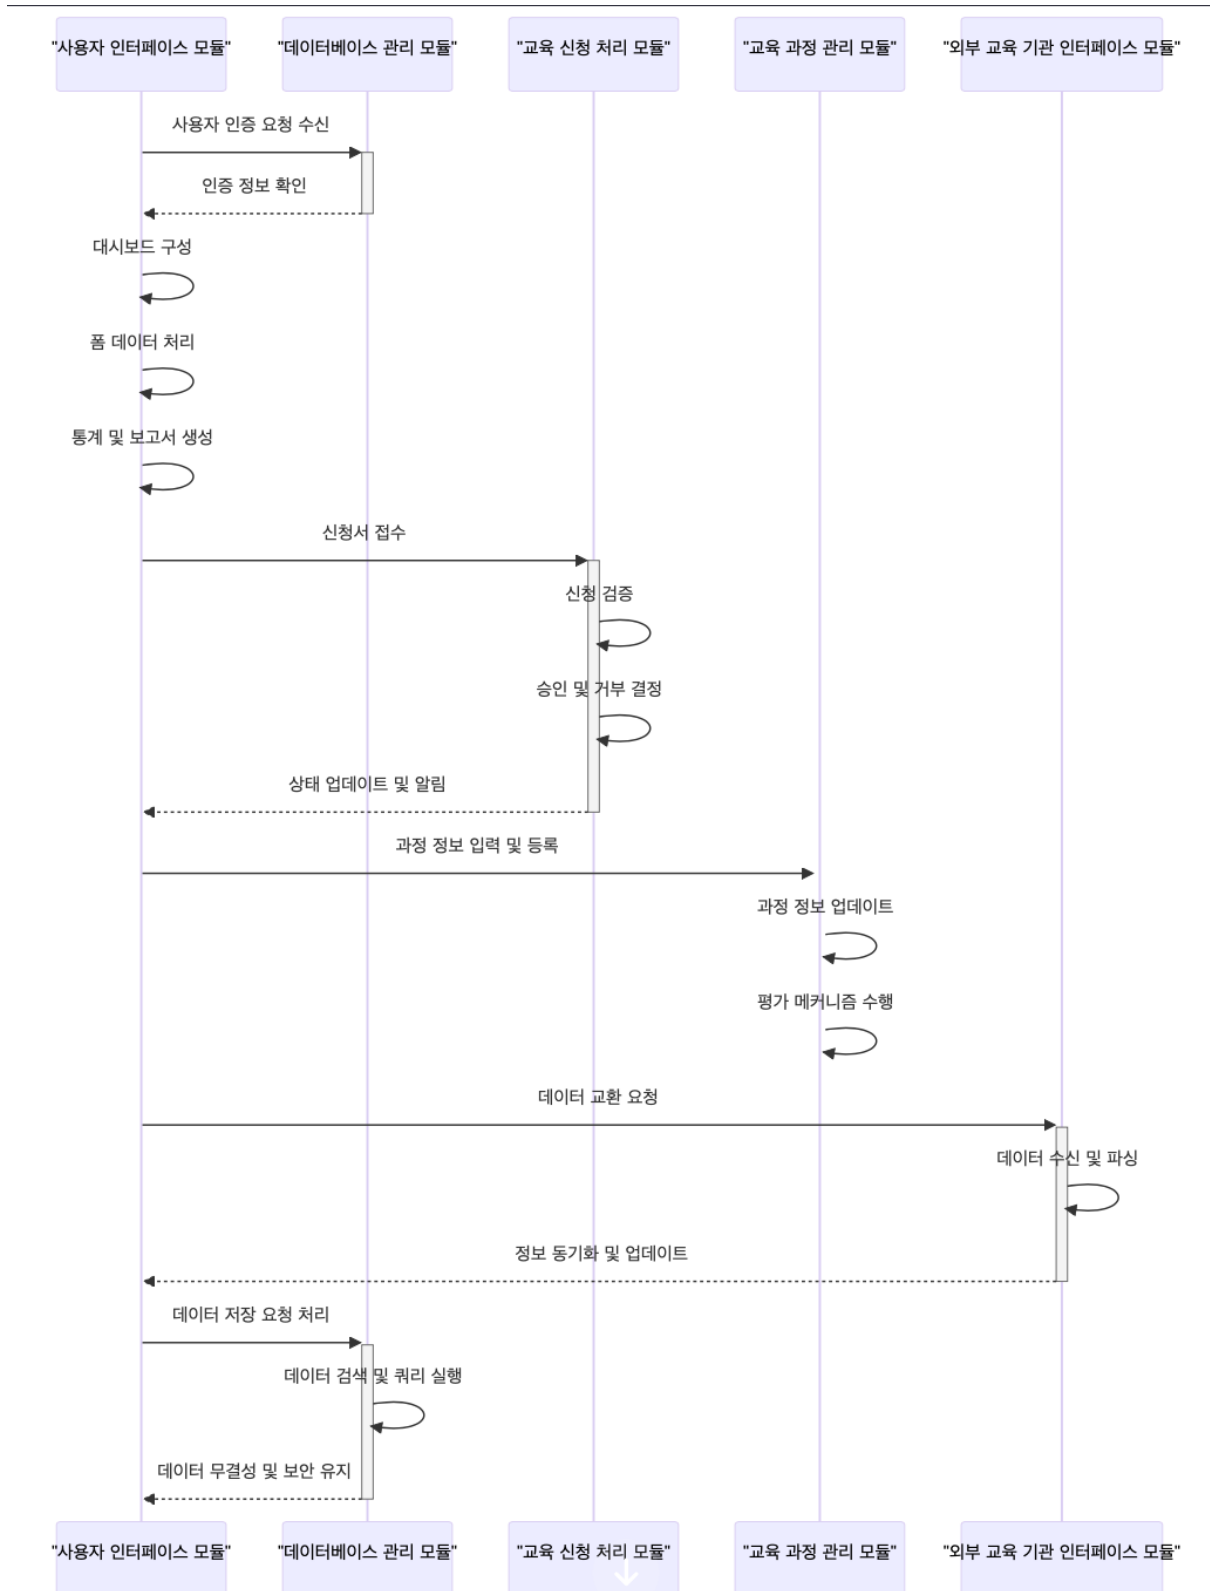 "사용자 인터페이스 모듈"
"데이터베이스 관리 모듈"
"교육 신청 처리 모듈"
"교육 과정 관리 모듈"
"외부 교육 기관 인터페이스 모듈"
사용자 인증 요청 수신
인증 정보 확인
대시보드 구성
폼 데이터 처리
통계 및 보고서 생성
신청서 접수
신청 검증
승인 및 거부 결정
상태 업데이트 및 알림
과정 정보 입력 및 등록
과정 정보 업데이트
평가 메커니즘 수행
데이터 교환 요청
데이터 수신 및 파싱
정보 동기화 및 업데이트
데이터 저장 요청 처리
데이터 검색 및 쿼리 실행
데이터 무결성 및 보안 유지
"사용자 인터페이스 모듈"
"데이터베이스 관리 모듈"
"교육 신청 처리 모듈"
"교육 과정 관리 모듈"
"외부 교육 기관 인터페이스 모듈"